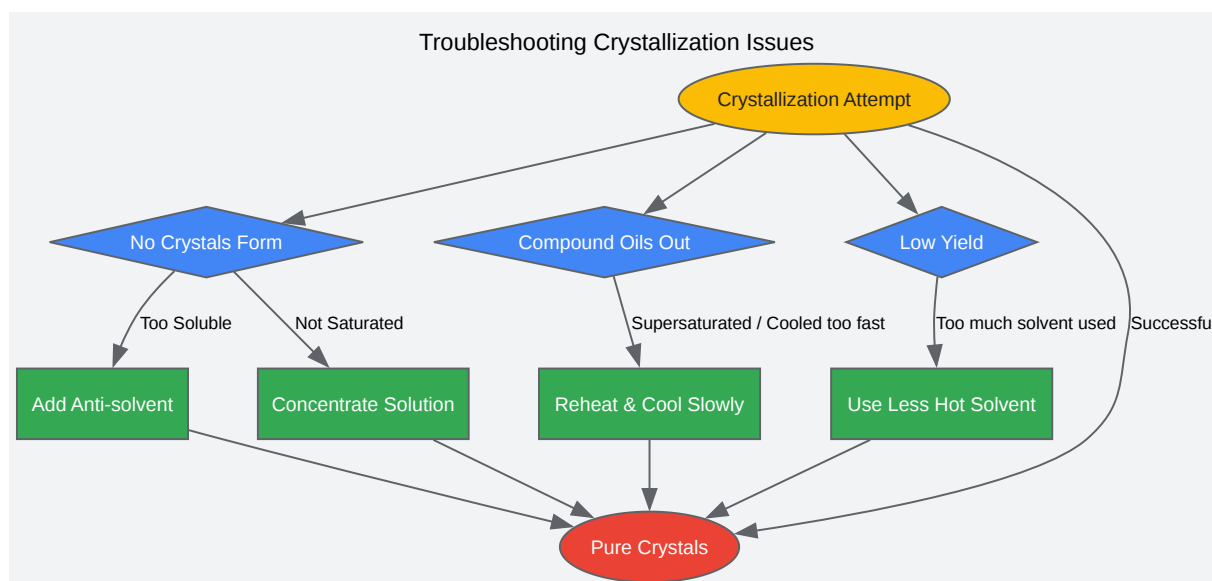 Troubleshooting Crystallization Issues
Crystallization Attempt
No Crystals Form
Compound Oils Out
Low Yield
Too Soluble
Not Saturated
Supersaturated / Cooled too fast
Too much solvent used
Successfu
Add Anti-solvent
Concentrate Solution
Reheat & Cool Slowly
Use Less Hot Solvent
Pure Crystals